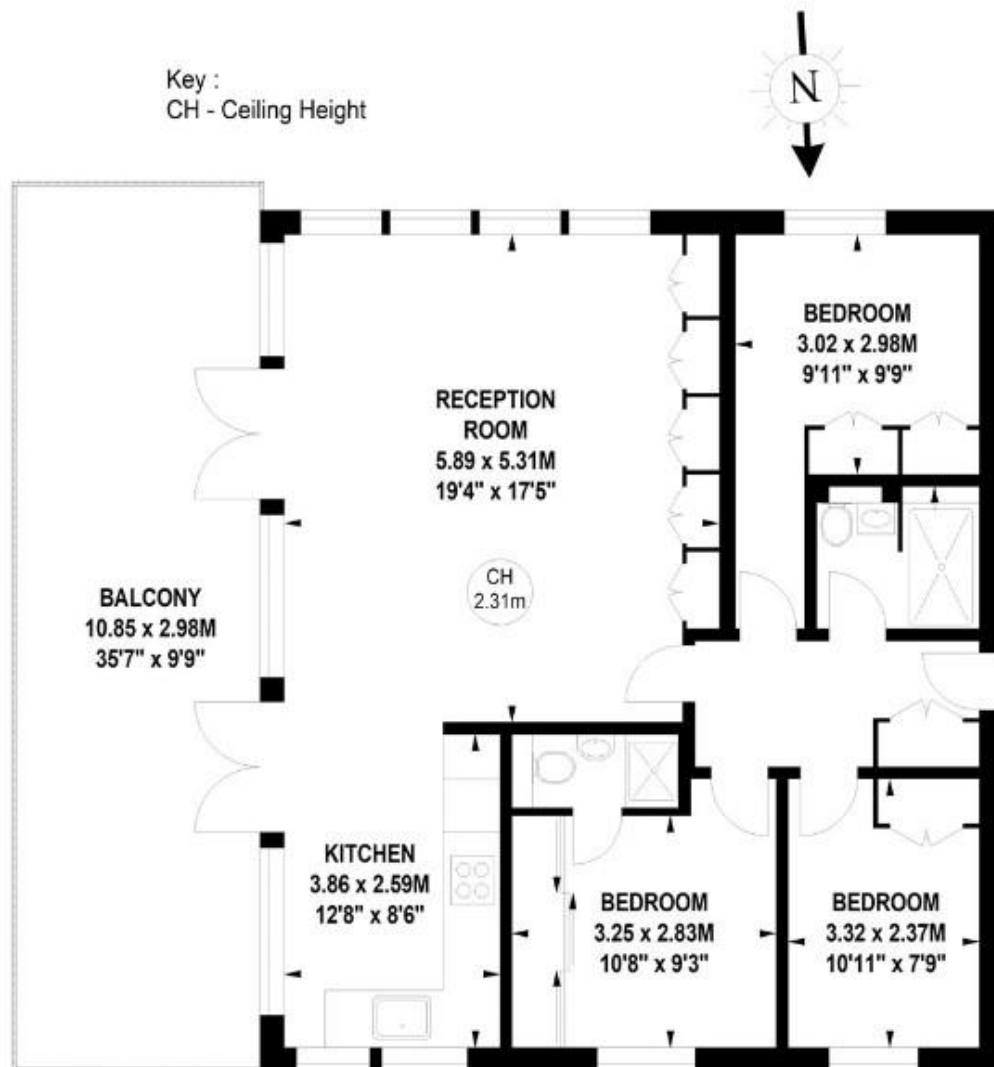 Key :
CH - Ceiling Height
N
BEDROOM
3.02 x 2.98M
9'11" x 9'9"
RECEPTION
ROOM
5.89 x 5.31M
19'4" x 17'5"
CH
2.31m
BALCONY
10.85 x 2.98M
35'7" x 9'9"
KITCHEN
3.86 x 2.59M
12'8" x 8'6"
BEDROOM
3.25 x 2.83M
10'8" x 9'3"
BEDROOM
3.32 x 2.37M
10'11" x 7'9"